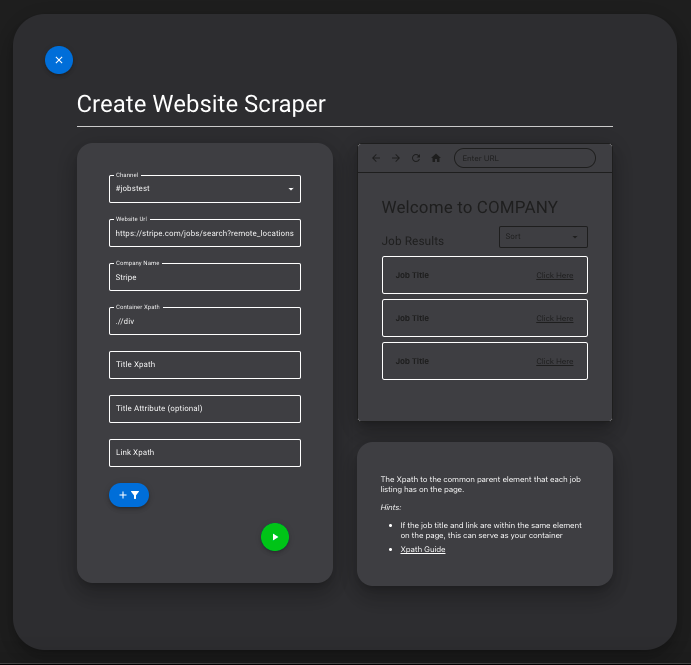 Create Website Scraper
Channel
#jobstest
Website Url
https://stripe.com/jobs/search?remote_locations
Company Name
Stripe
Container Xpath
.//div
Title Xpath
Title Attribute (optional)
Link Xpath
Enter URL
Welcome to COMPANY
Job Results
Sort
Job Title
Click Here
Job Title
Click Here
Job Title
Click Here
The Xpath to the common parent element that each job
listing has on the page.
Hints:
If the job title and link are within the same element
on the page, this can serve as your container
Xpath Guide